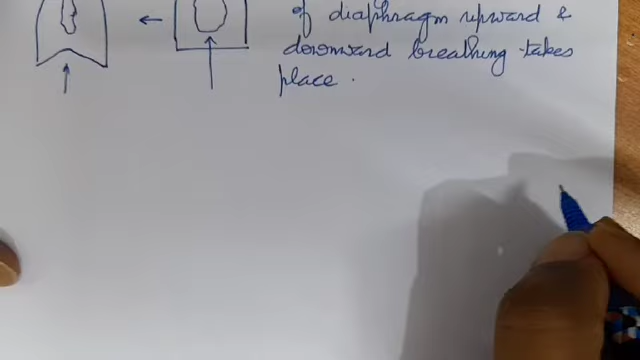 of diaphragm upward &
downward breathing takes
place.